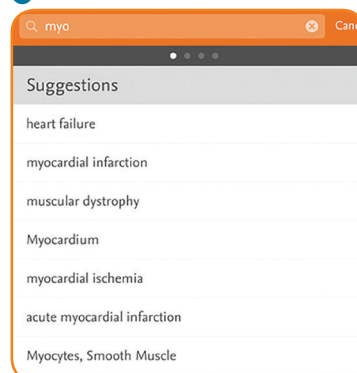 myo
Canc
Suggestions
heart failure
myocardial infarction
muscular dystrophy
Myocardium
myocardial ischemia
acute myocardial infarction
Myocytes, Smooth Muscle